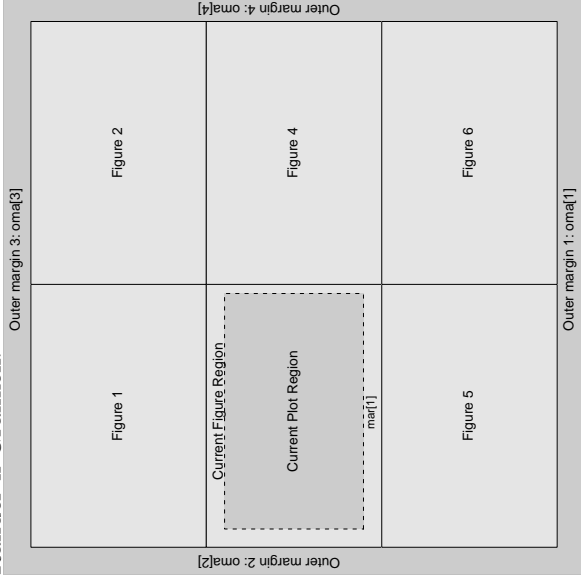 Outer margin 3: oma[3]
Figure 1
Figure 2
Current Figure Region
Outer margin 2: oma[2]
Current Plot Region
Figure 4
Outer margin 4: oma[4]
mar[1]
Figure 5
Figure 6
Outer margin 1: oma[1]